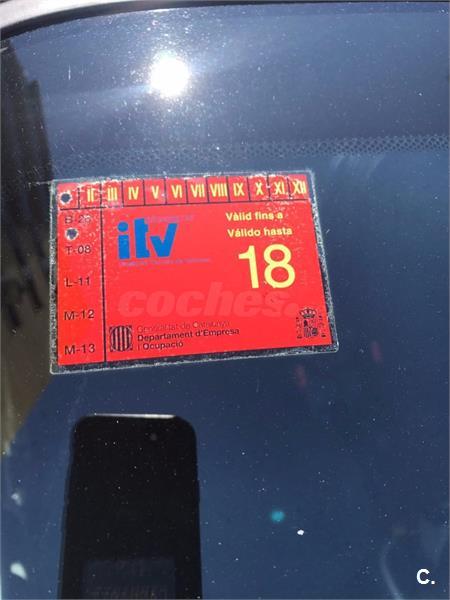 II III IV V VI VII VIII IX X XI XII
itv
Vàlid fins a
Válido hasta
18
T-08
L-11
M-12
M-13
coches.
Generalitat de Catalunya
Departament d'Empresa
i Ocupació
C.